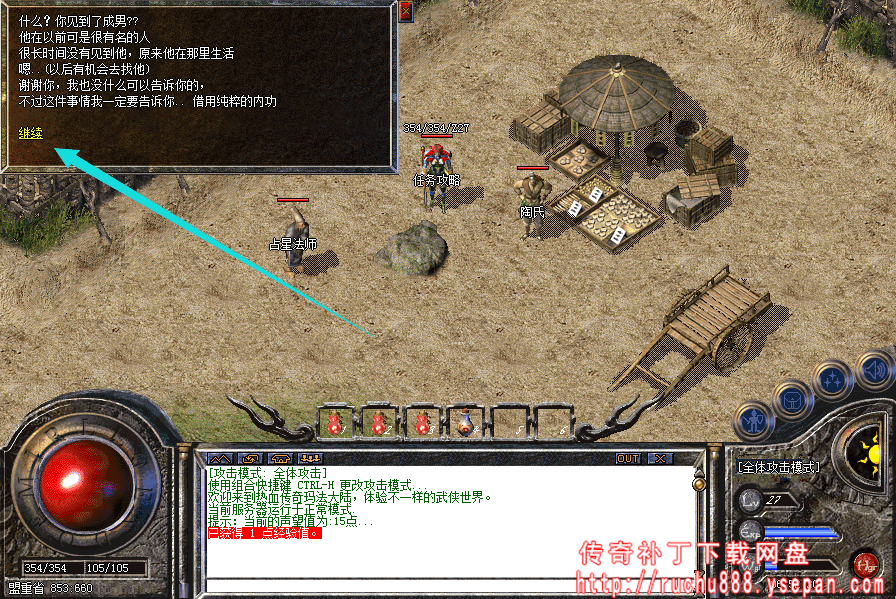 什么？你见到了成男??
他在以前可是很有名的人
很长时间没有见到他，原来他在那里生活
嗯..(以后有机会去找他)
谢谢你，我也没什么可以告诉你的，
不过这件事情我一定要告诉你.. 借用纯粹的内功
继续
354/354/Z27
任务攻略
陶氏
占星法师
1
2
3
4
5
6
OUT
[攻击模式: 全体攻击]
使用组合快捷键 CTRL-H 更改攻击模式...
欢迎来到热血传奇玛法大陆，体验不一样的武侠世界。
当前服务器运行于正常模式.
提示：当前的声望值为:15点...
已获得 1 点经验值。
[全体攻击模式]
Lv
27
Exp
354/354
105/105
盟重省 853:660
传奇补丁下载网盘
http://ruchu888.ysepan.com